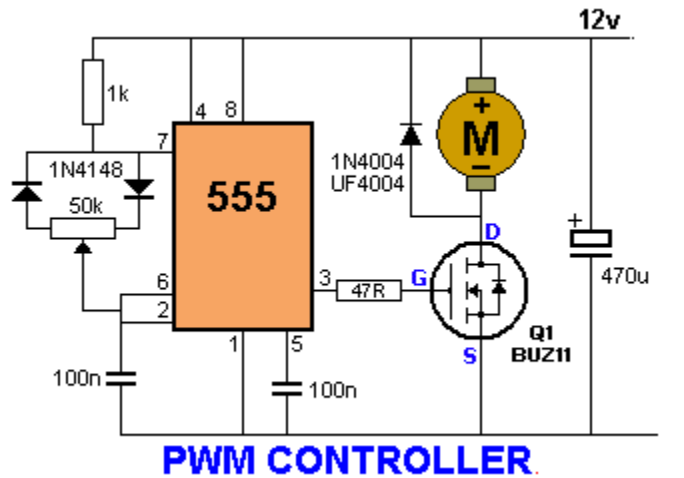 12v
1k
4 8
7
1N4148
50k
555
1N4004
UF4004
+
M
−
D
+
470u
6
2
3
47R
G
Q1
BUZ11
S
1
5
100n
100n
PWM CONTROLLER